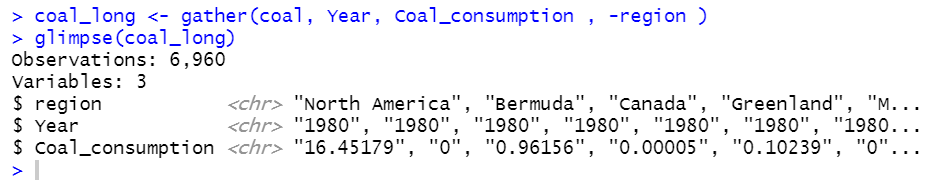 > coal_long <- gather(coal, Year, Coal_consumption , -region )
> glimpse(coal_long)
Observations: 6,960
Variables: 3
$ region           <chr> "North America", "Bermuda", "Canada", "Greenland", "M...
$ Year             <chr> "1980", "1980", "1980", "1980", "1980", "1980", "1980...
$ Coal_consumption <chr> "16.45179", "0", "0.96156", "0.00005", "0.10239", "0"...
>